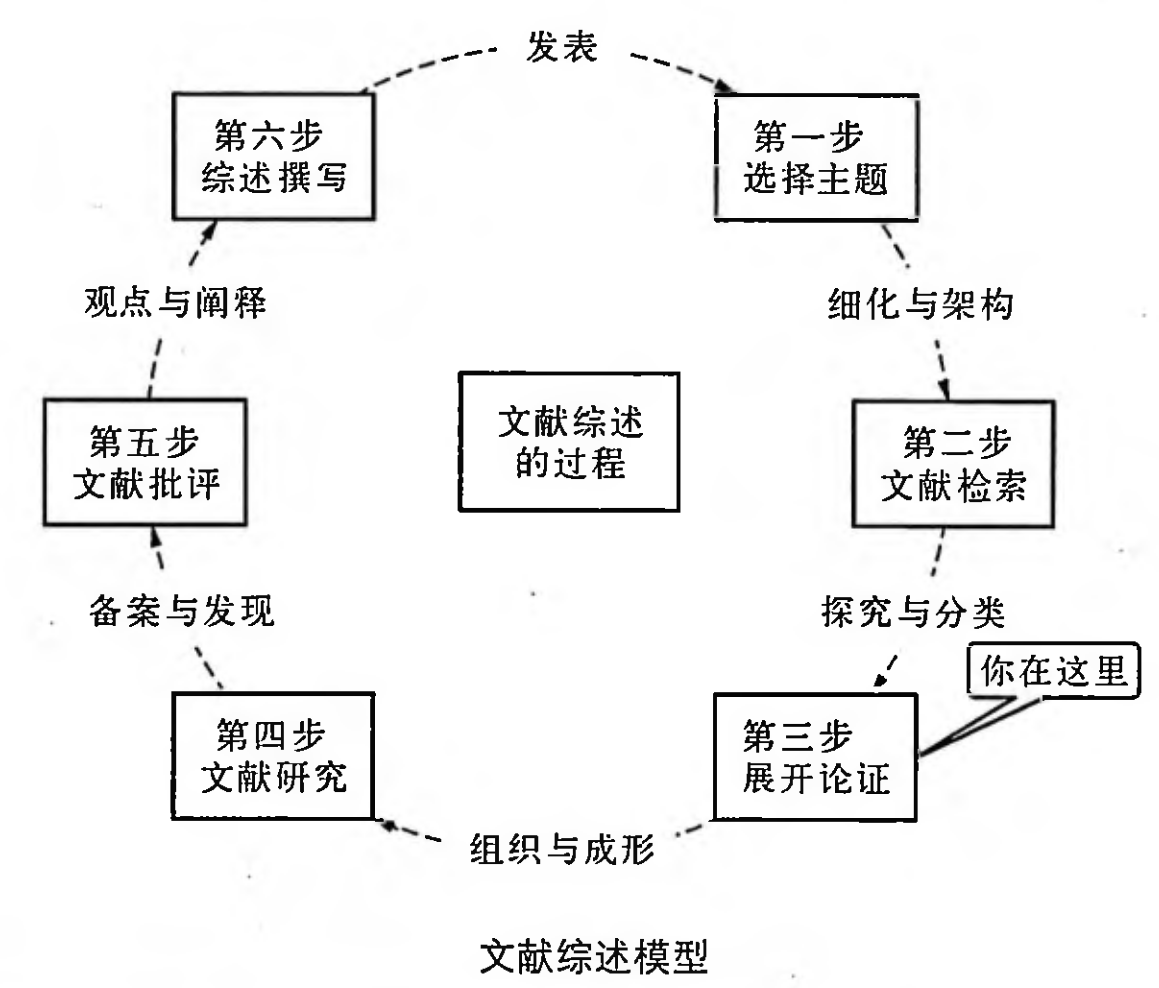 发表
第六步
综述撰写
第一步
选择主题
观点与阐释
细化与架构
文献综述
的过程
第五步
文献批评
第二步
文献检索
备案与发现
探究与分类
你在这里
第四步
文献研究
第三步
展开论证
组织与成形
文献综述模型